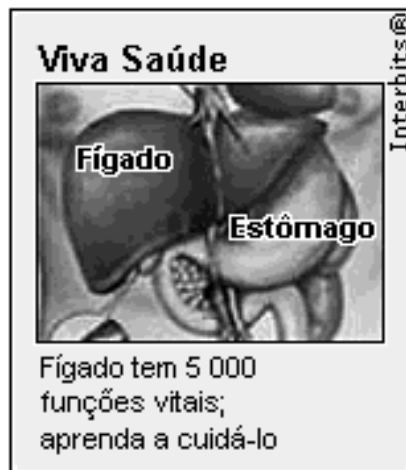 Interbits®
Viva Saúde
Fígado
Estômago
Fígado tem 5 000
funções vitais;
aprenda a cuidá-lo